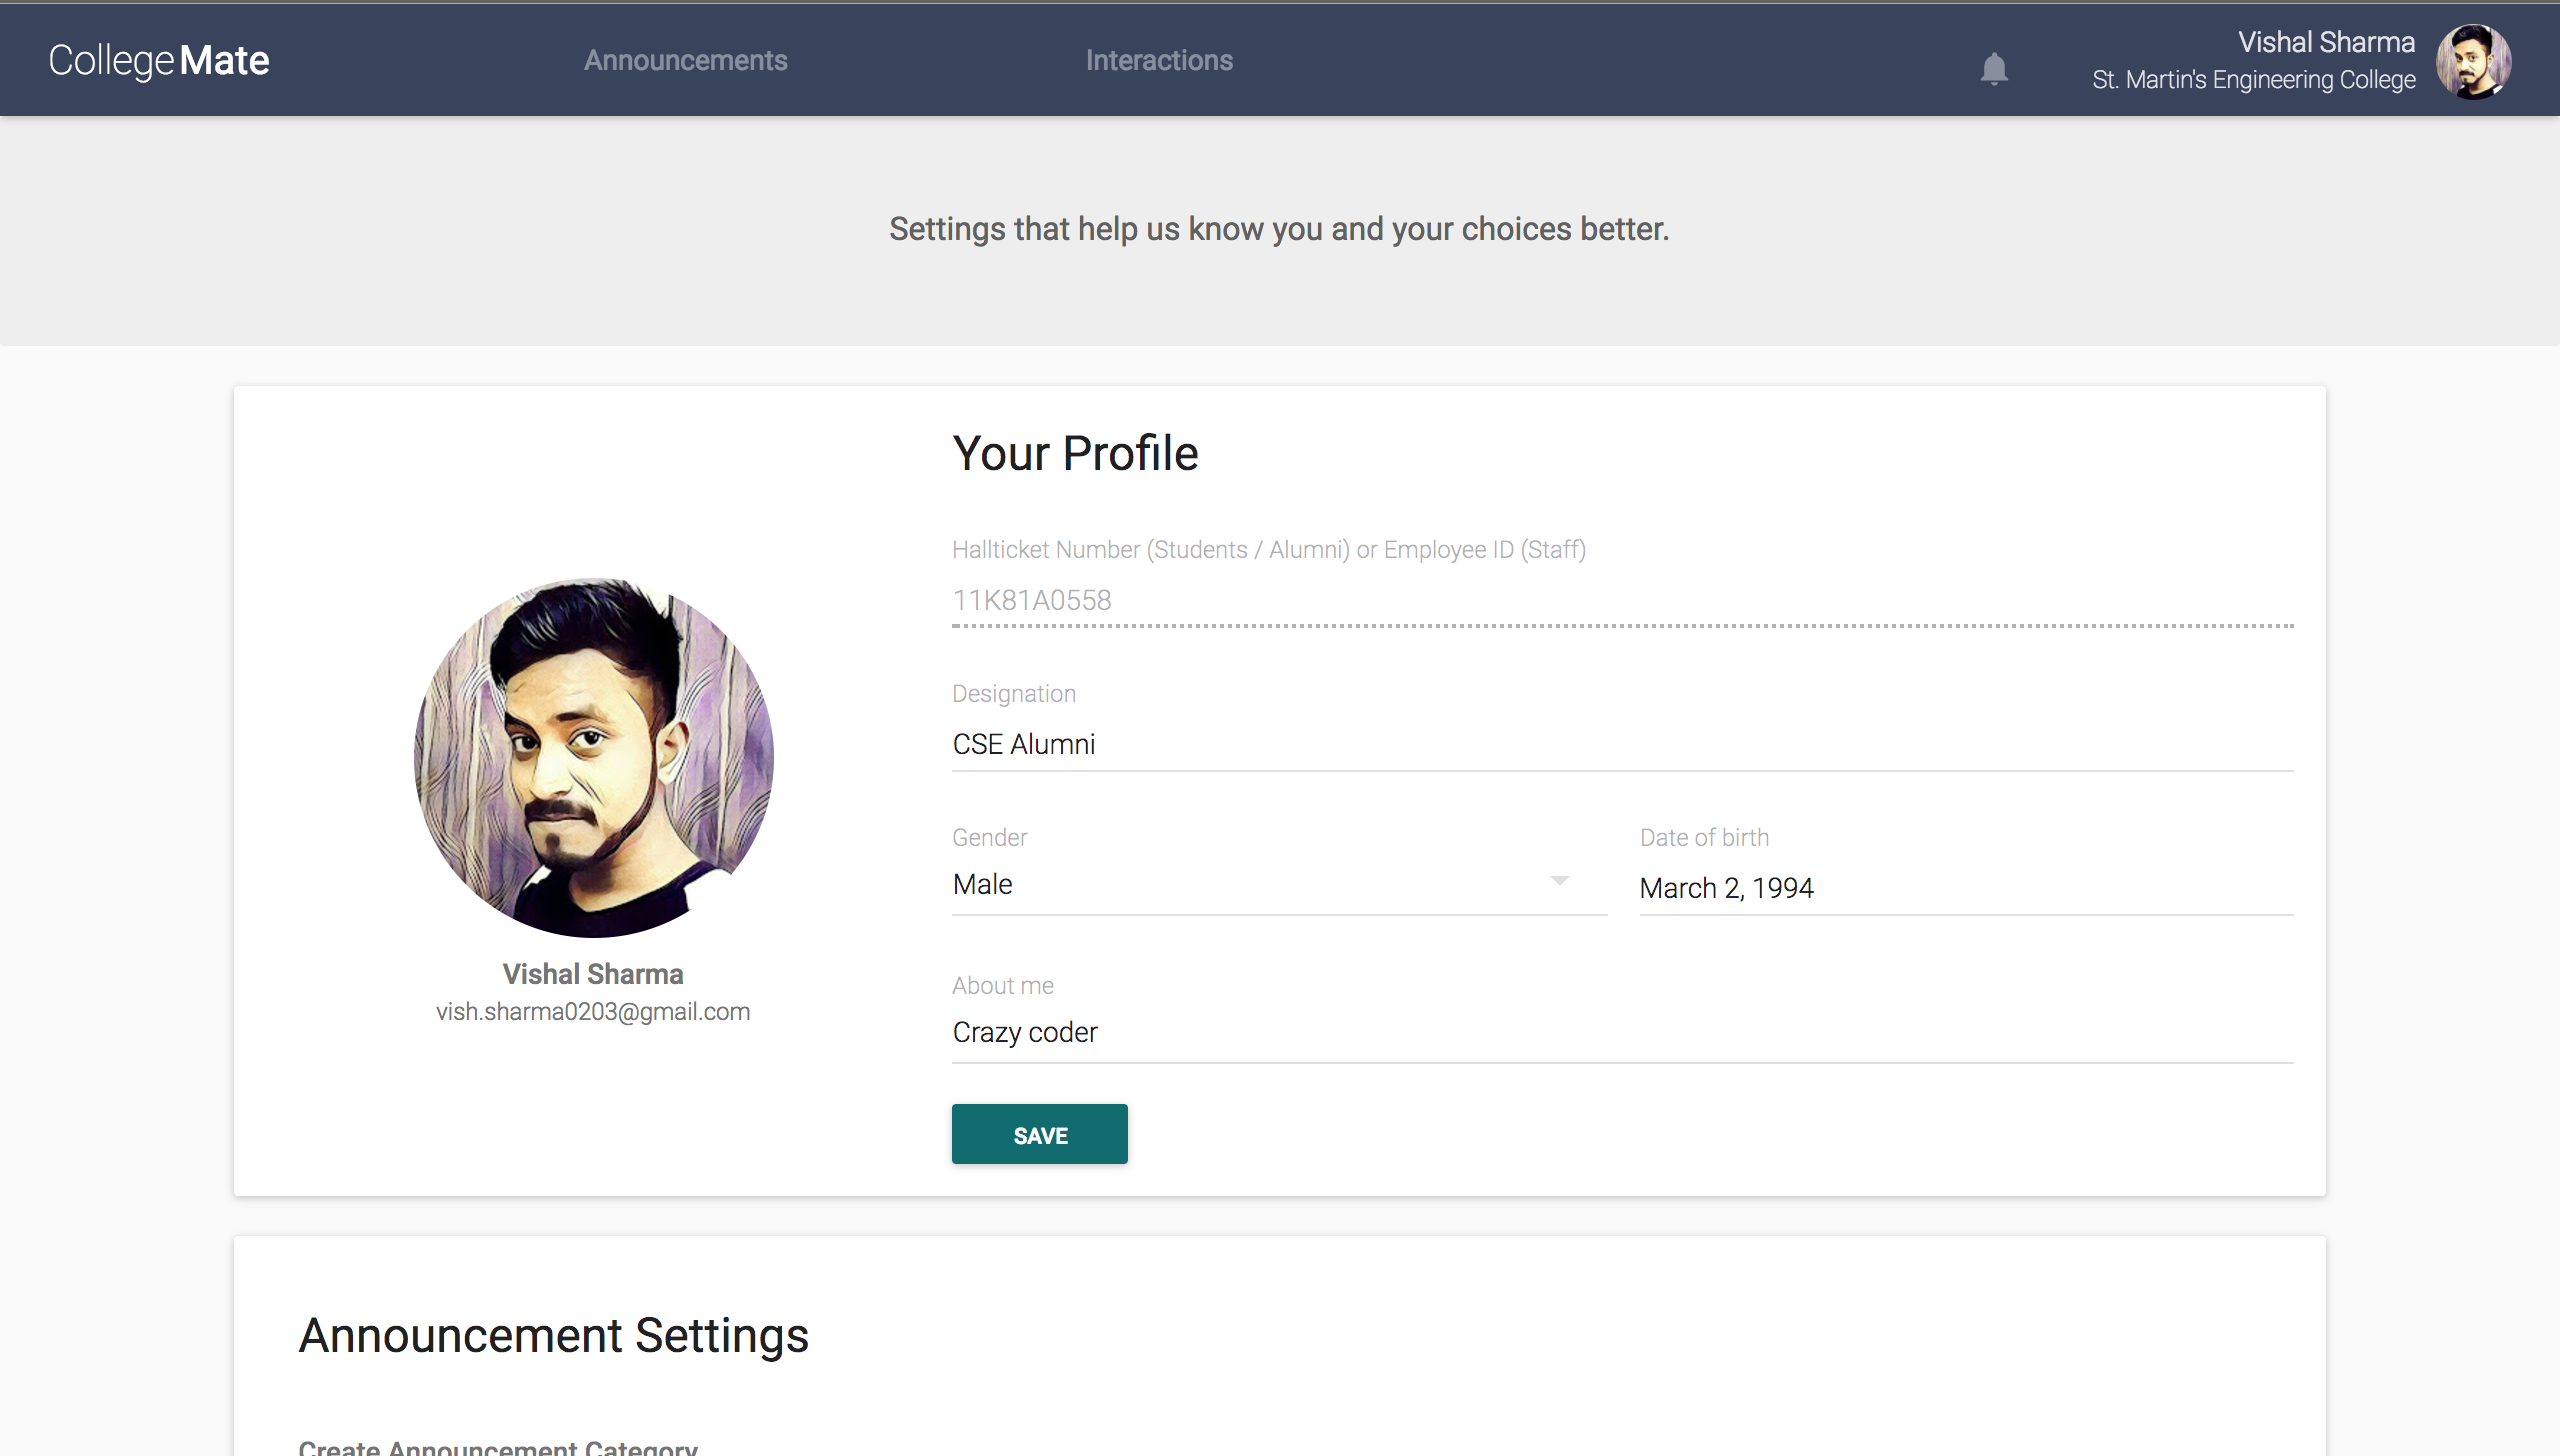 CollegeMate
Announcements
Interactions
Vishal Sharma
St. Martin's Engineering College
Settings that help us know you and your choices better.
Your Profile
Hallticket Number (Students / Alumni) or Employee ID (Staff)
11K81A0558
Designation
CSE Alumni
Gender
Male
Date of birth
March 2, 1994
About me
Crazy coder
SAVE
Vishal Sharma
vish.sharma0203@gmail.com
Announcement Settings
Create Announcement Category